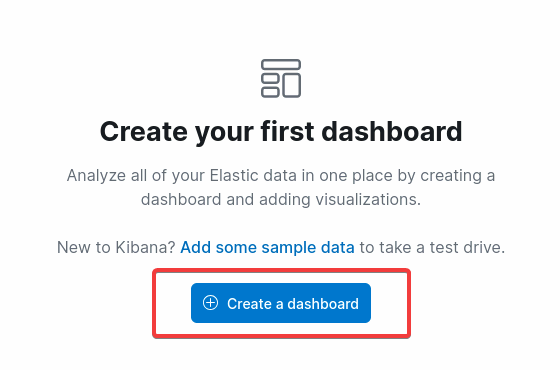 Create your first dashboard
Analyze all of your Elastic data in one place by creating a
dashboard and adding visualizations.
New to Kibana? Add some sample data to take a test drive.
Create a dashboard